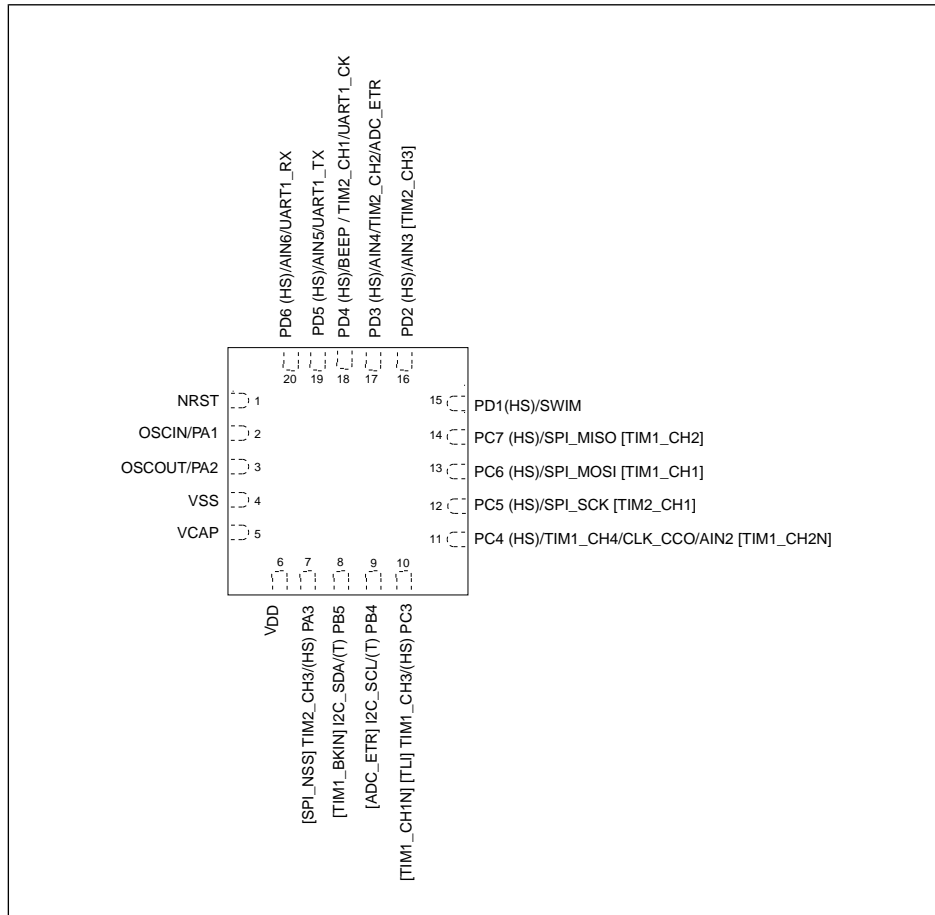 PD6 (HS)/AIN6/UART1_RX
PD5 (HS)/AIN5/UART1_TX
PD4 (HS)/BEEP / TIM2_CH1/UART1_CK
PD3 (HS)/AIN4/TIM2_CH2/ADC_ETR
PD2 (HS)/AIN3 [TIM2_CH3]
20 19 18 17 16
NRST 1
OSCIN/PA1 2
OSCOUT/PA2 3
VSS 4
VCAP 5
15 PD1(HS)/SWIM
14 PC7 (HS)/SPI_MISO [TIM1_CH2]
13 PC6 (HS)/SPI_MOSI [TIM1_CH1]
12 PC5 (HS)/SPI_SCK [TIM2_CH1]
11 PC4 (HS)/TIM1_CH4/CLK_CCO/AIN2 [TIM1_CH2N]
6 7 8 9 10
VDD
[SPI_NSS] TIM2_CH3/(HS) PA3
[TIM1_BKIN] I2C_SDA/(T) PB5
[ADC_ETR] I2C_SCL/(T) PB4
[TIM1_CH1N] [TLI] TIM1_CH3/(HS) PC3